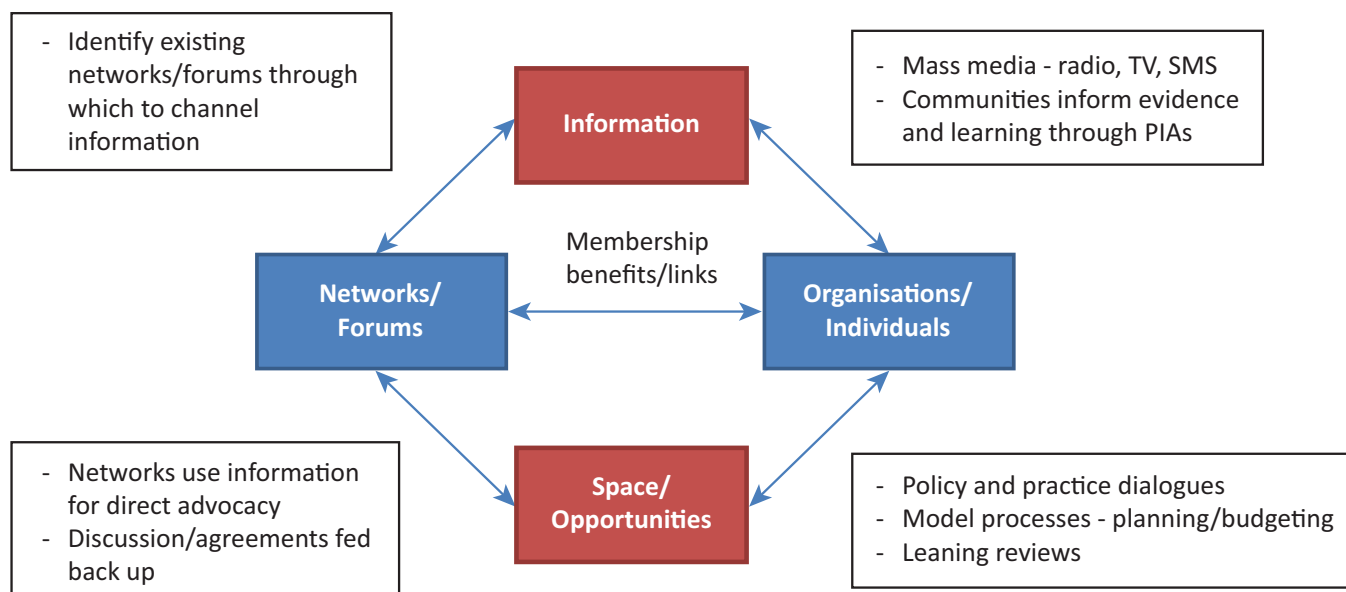 - Identify existing
networks/forums through
which to channel
information
Information
- Mass media - radio, TV, SMS
- Communities inform evidence
and learning through PIAs
Membership
benefits/links
Networks/
Forums
Organisations/
Individuals
- Networks use information
for direct advocacy
- Discussion/agreements fed
back up
Space/
Opportunities
- Policy and practice dialogues
- Model processes - planning/budgeting
- Leaning reviews